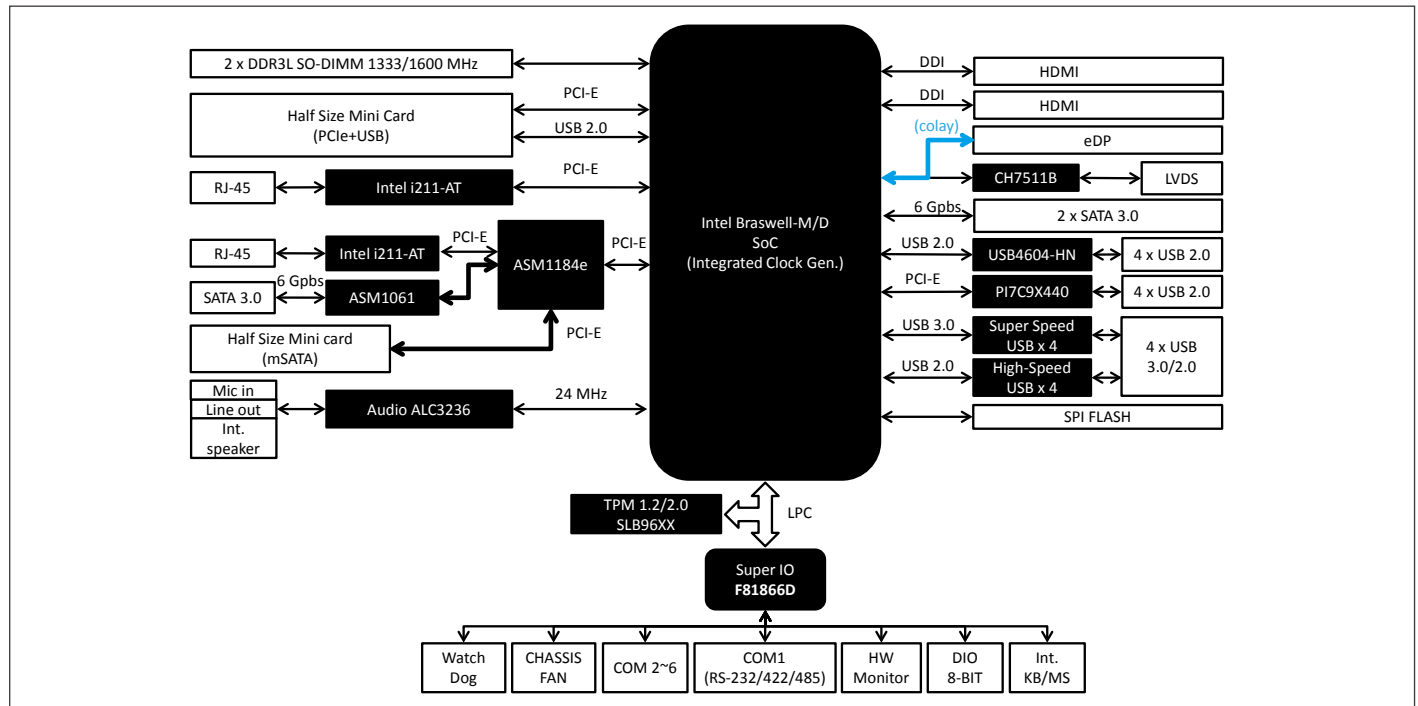 2 x DDR3L SO-DIMM 1333/1600 MHz
Half Size Mini Card
(PCIe+USB)
PCI-E
USB 2.0
RJ-45
Intel i211-AT
PCI-E
RJ-45
Intel i211-AT
PCI-E
ASM1184e
PCI-E
SATA 3.0
6 Gpbs
ASM1061
Half Size Mini card
(mSATA)
PCI-E
Mic in
Line out
Int.
speaker
Audio ALC3236
24 MHz
Intel Braswell-M/D
SoC
(Integrated Clock Gen.)
DDI
HDMI
DDI
HDMI
(colay)
eDP
CH7511B
LVDS
6 Gpbs
2 x SATA 3.0
USB 2.0
USB4604-HN
4 x USB 2.0
PCI-E
PI7C9X440
4 x USB 2.0
USB 3.0
Super Speed
USB x 4
USB 2.0
High-Speed
USB x 4
4 x USB
3.0/2.0
SPI FLASH
TPM 1.2/2.0
SLB96XX
LPC
Super IO
F81866D
Watch
Dog
CHASSIS
FAN
COM 2~6
COM1
(RS-232/422/485)
HW
Monitor
DIO
8-BIT
Int.
KB/MS